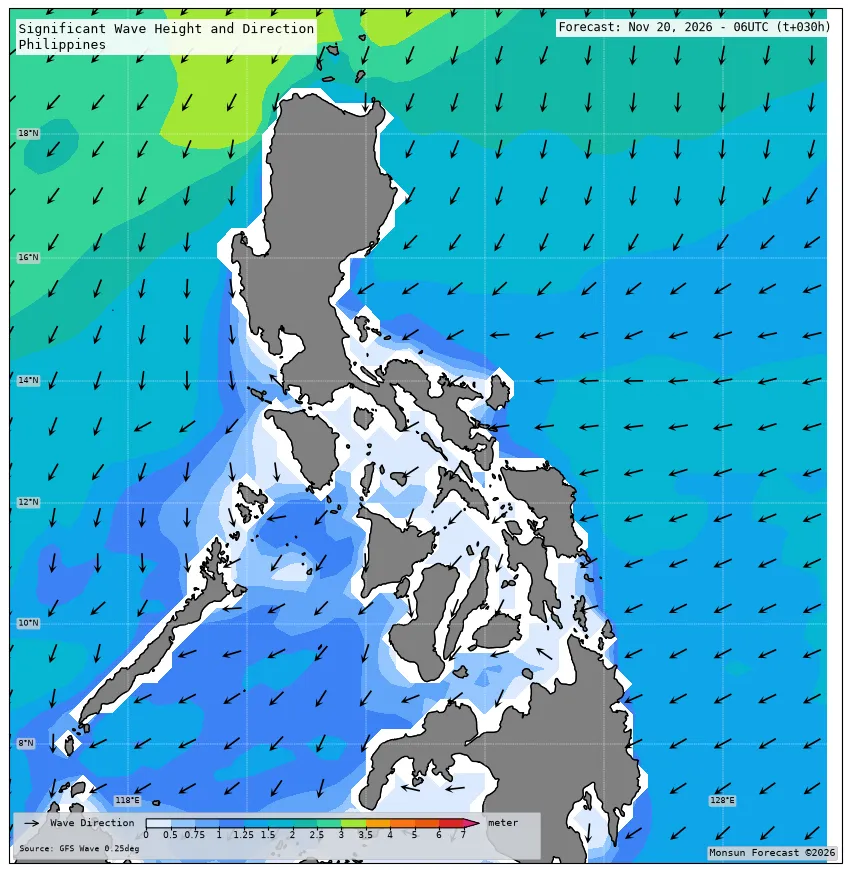 Significant Wave Height and Direction
Philippines
Forecast: Nov 20, 2026 - 06UTC (t+030h)
18°N
16°N
14°N
12°N
10°N
8°N
118°E
128°E
Wave Direction
0 0.5 0.75 1 1.25 1.5 2 2.5 3 3.5 4 5 6 7
meter
Source: GFS Wave 0.25deg
Monsun Forecast ©2026